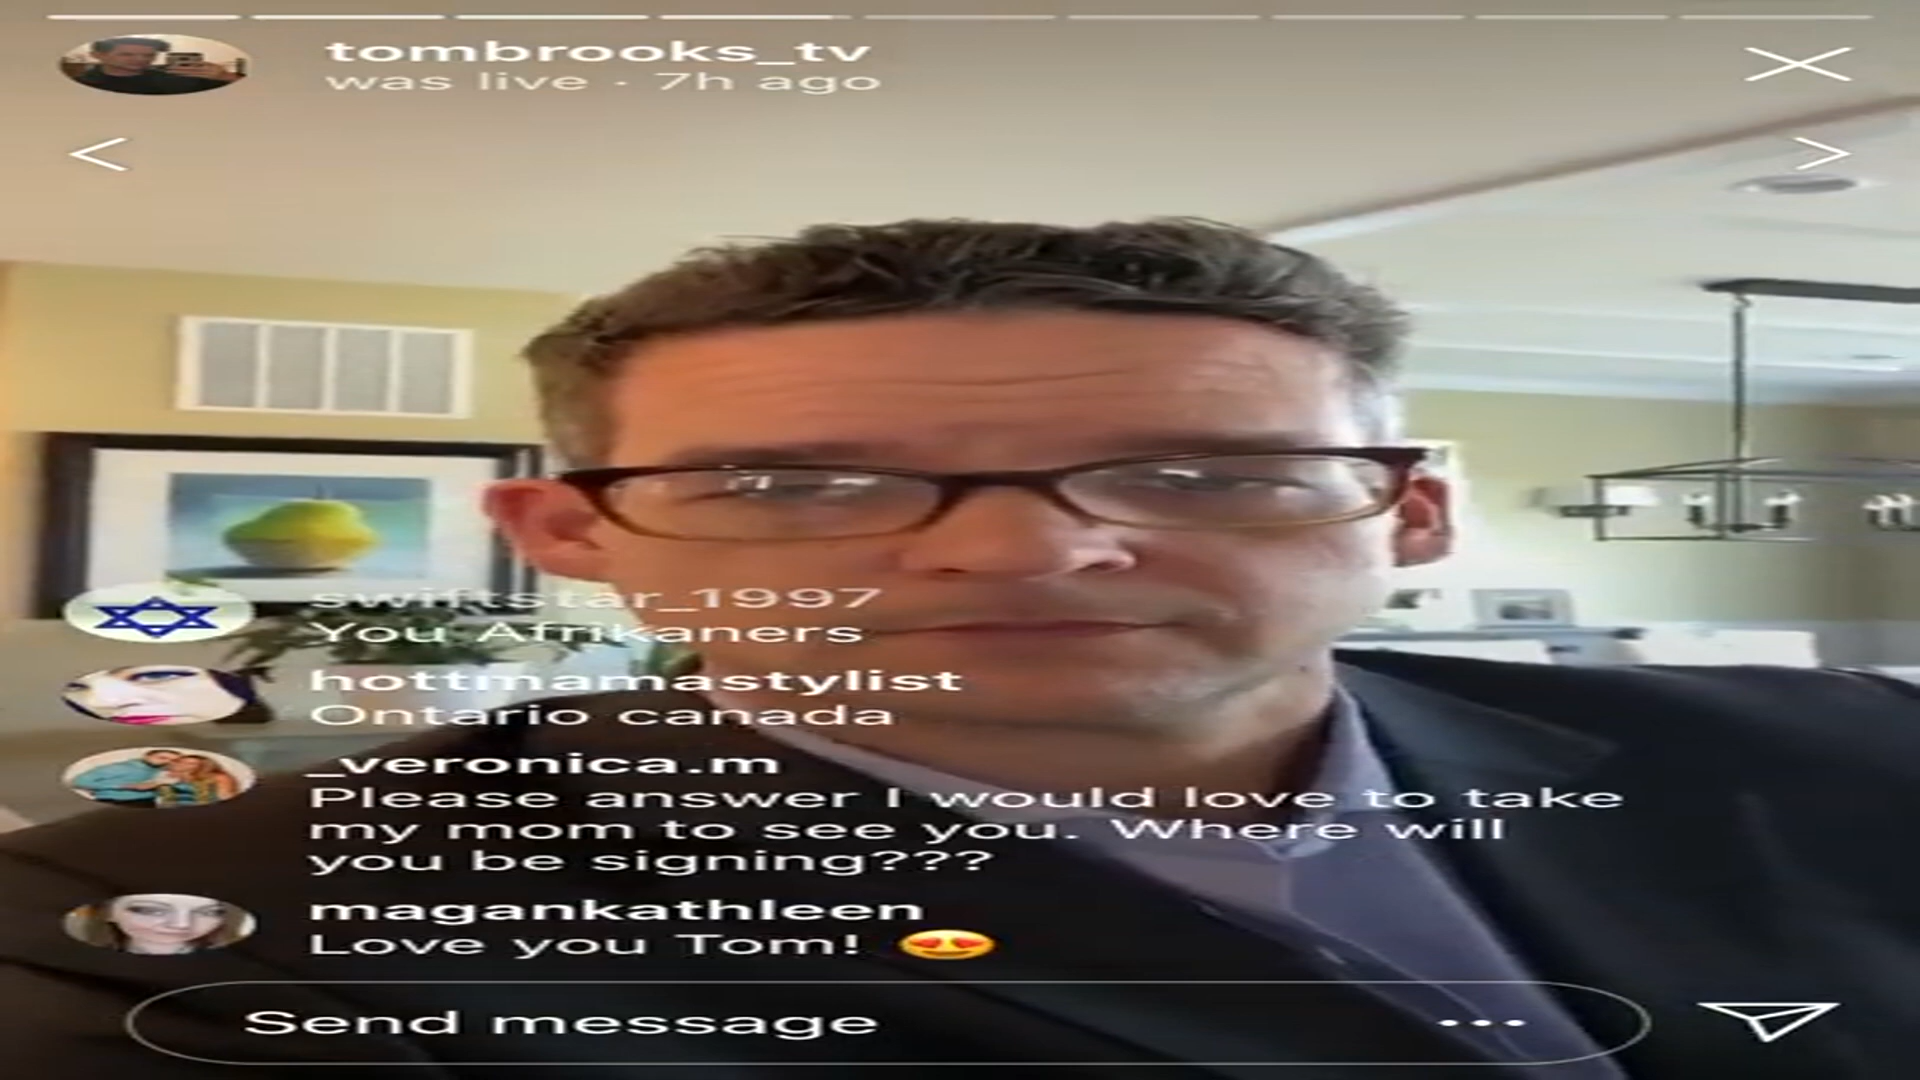 tombrooks_tv
was live · 7h ago
swiftstar_1997
You Afrikaners
hottmamastylist
Ontario canada
_veronica.m
Please answer I would love to take
my mom to see you. Where will
you be signing???
magankathleen
Love you Tom! 😍
Send message